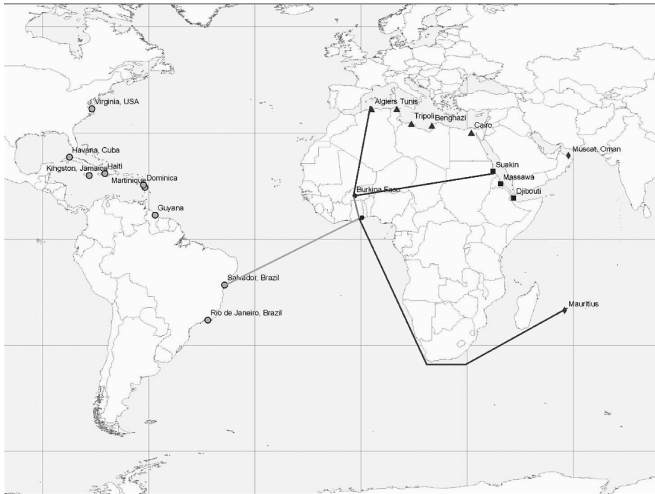 Virginia, USA
Havana, Cuba
Kingston, Jamaica
Haiti
Martinique
Dominica
Guyana
Salvador, Brazil
Rio de Janeiro, Brazil
Algiers
Tunis
Tripoli
Benghazi
Cairo
Muscat, Oman
Suakin
Massawa
Djibouti
Burkina Faso
Mauritius